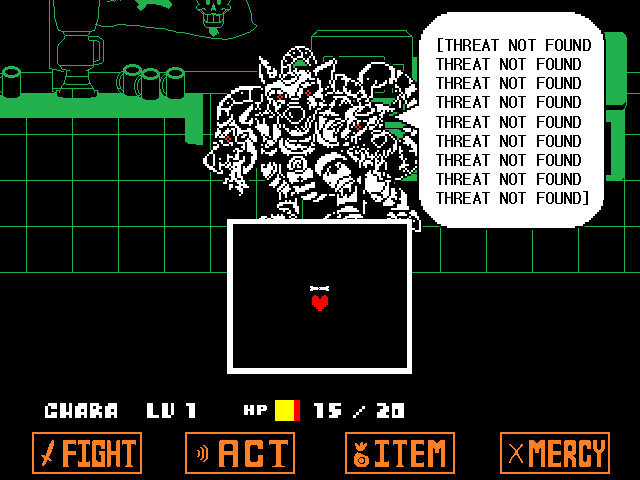 [THREAT NOT FOUND
THREAT NOT FOUND
THREAT NOT FOUND
THREAT NOT FOUND
THREAT NOT FOUND
THREAT NOT FOUND
THREAT NOT FOUND
THREAT NOT FOUND
THREAT NOT FOUND]
CHARA LV 1 HP 15 / 20
FIGHT ACT ITEM MERCY